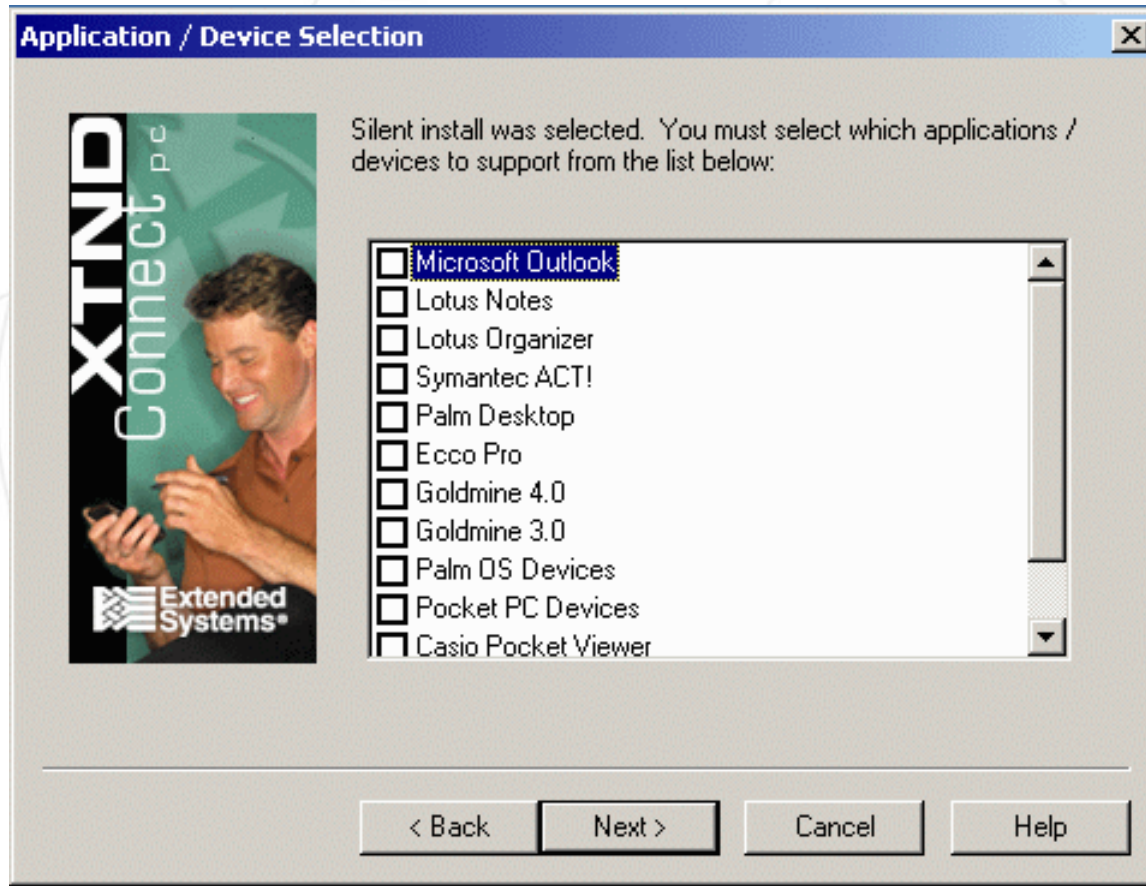 Application / Device Selection
XTND
Connect PC
Extended
Systems
Silent install was selected.  You must select which applications /
devices to support from the list below:
Microsoft Outlook
Lotus Notes
Lotus Organizer
Symantec ACT!
Palm Desktop
Ecco Pro
Goldmine 4.0
Goldmine 3.0
Palm OS Devices
Pocket PC Devices
Casio Pocket Viewer
< Back
Next >
Cancel
Help